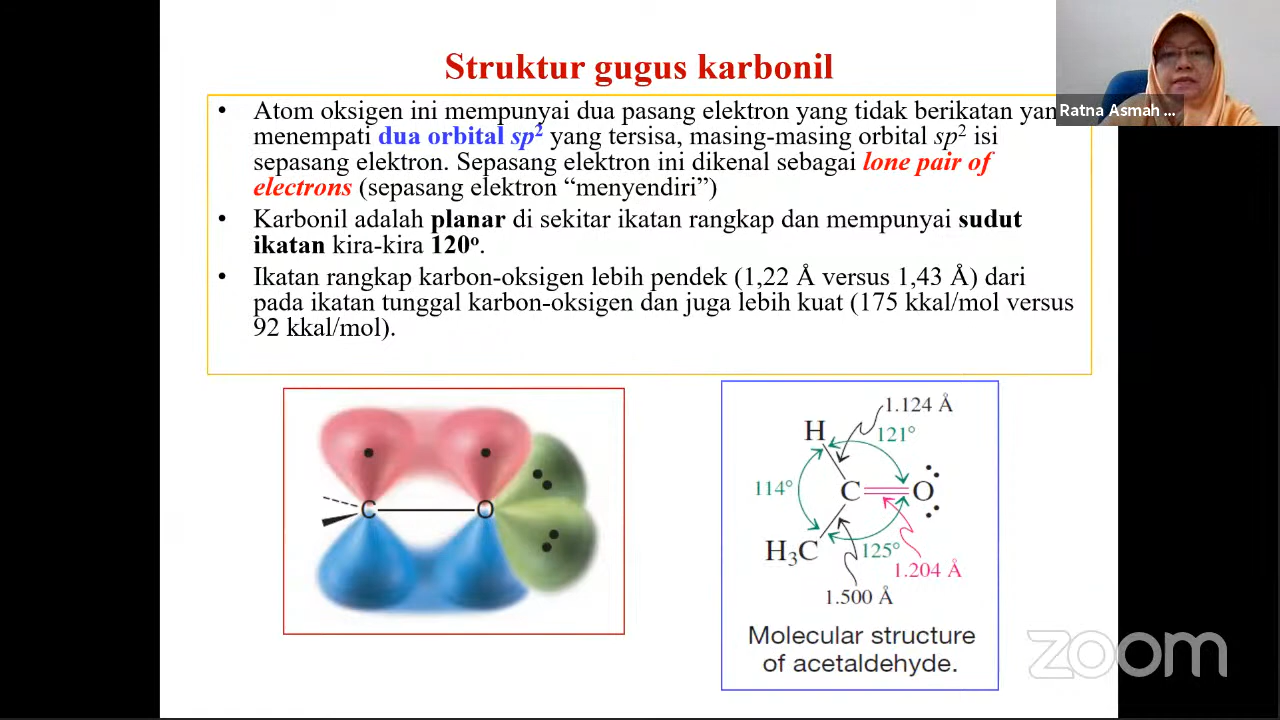 Struktur gugus karbonil
• Atom oksigen ini mempunyai dua pasang elektron yang tidak berikatan yan
menempati dua orbital sp² yang tersisa, masing-masing orbital sp² isi
sepasang elektron. Sepasang elektron ini dikenal sebagai lone pair of
electrons (sepasang elektron “menyendiri”)
• Karbonil adalah planar di sekitar ikatan rangkap dan mempunyai sudut
ikatan kira-kira 120º.
• Ikatan rangkap karbon-oksigen lebih pendek (1,22 Å versus 1,43 Å) dari
pada ikatan tunggal karbon-oksigen dan juga lebih kuat (175 kkal/mol versus
92 kkal/mol).
Ratna Asmah ...
C O
1.124 Å
H 121°
114° C O
H₃C 125°
1.204 Å
1.500 Å
Molecular structure
of acetaldehyde.
zoom